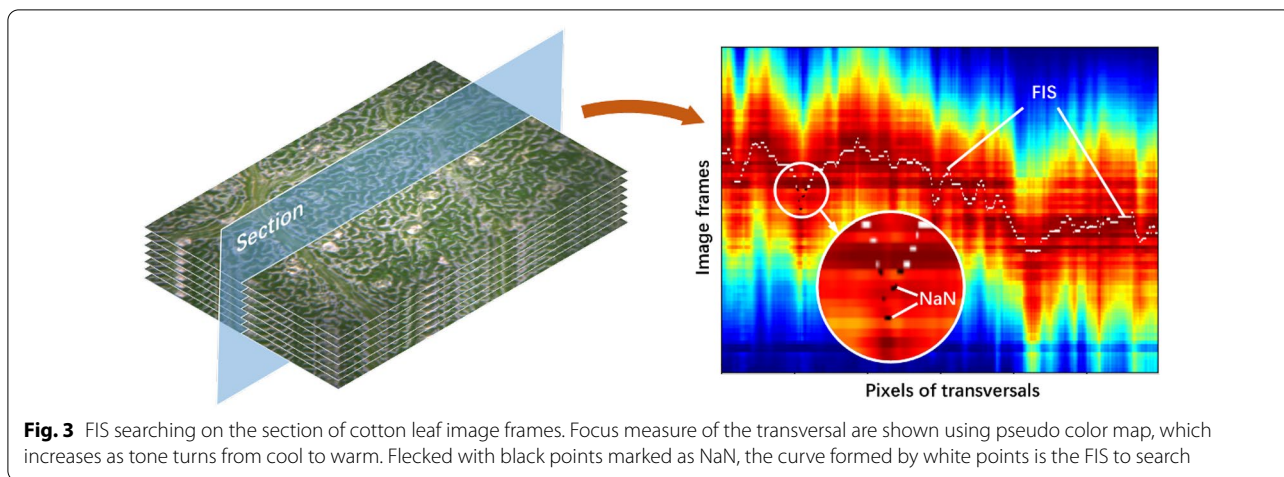 Section
FIS
NaN
Image frames
Pixels of transversals
Fig. 3 FIS searching on the section of cotton leaf image frames. Focus measure of the transversal are shown using pseudo color map, which
increases as tone turns from cool to warm. Flecked with black points marked as NaN, the curve formed by white points is the FIS to search